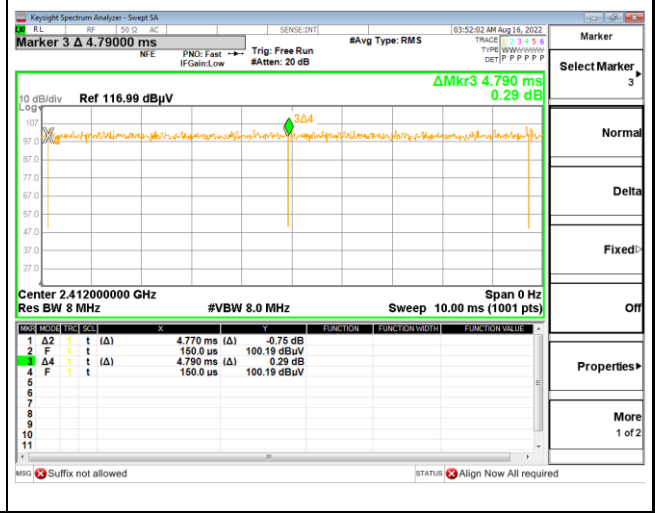 Keysight Spectrum Analyzer - Swept SA
RL RF 50 Ω AC SENSE:INT 03:52:02 AM Aug 16, 2022
Marker 3 Δ 4.79000 ms
#Avg Type: RMS
TRACE 1 2 3 4 5 6
NFE PNO: Fast Trig: Free Run
TYPE WWWWWW
IFGain:Low #Atten: 20 dB
DET P P P P P P
ΔMkr3 4.790 ms
0.29 dB
10 dB/div Ref 116.99 dBµV
Log
107
97.0
87.0
77.0
67.0
57.0
47.0
37.0
27.0
X
3Δ4
Center 2.412000000 GHz Span 0 Hz
Res BW 8 MHz #VBW 8.0 MHz Sweep 10.00 ms (1001 pts)
MKR MODE TRC SCL X Y FUNCTION FUNCTION WIDTH FUNCTION VALUE
1 Δ2 1 t (Δ) 4.770 ms (Δ) -0.75 dB
2 F 1 t 150.0 µs 100.19 dBµV
3 Δ4 1 t (Δ) 4.790 ms (Δ) 0.29 dB
4 F 1 t 150.0 µs 100.19 dBµV
5
6
7
8
9
10
11
MSG Suffix not allowed STATUS Align Now All required
Marker
Select Marker
3
Normal
Delta
Fixed
Off
Properties
More
1 of 2